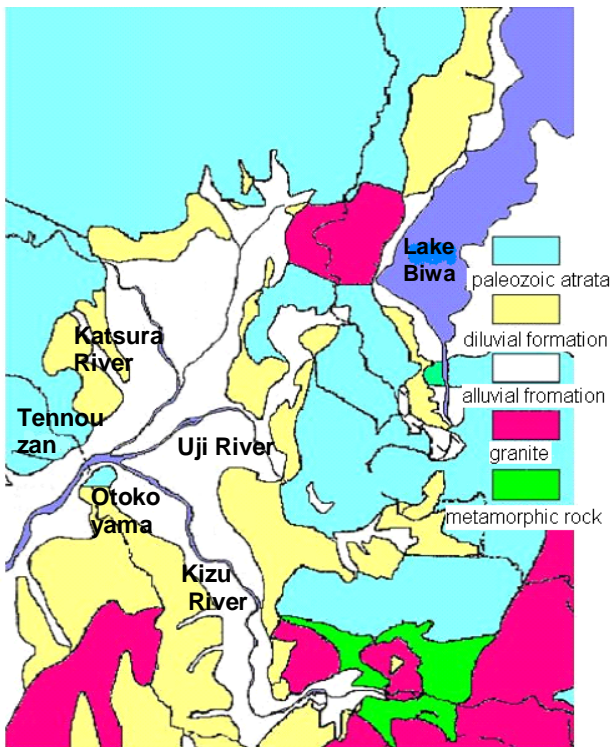 Lake
Biwa
paleozoic atrata
diluvial formation
Katsura
River
alluvial fromation
Tennou
zan
Uji River
granite
Otoko
yama
metamorphic rock
Kizu
River